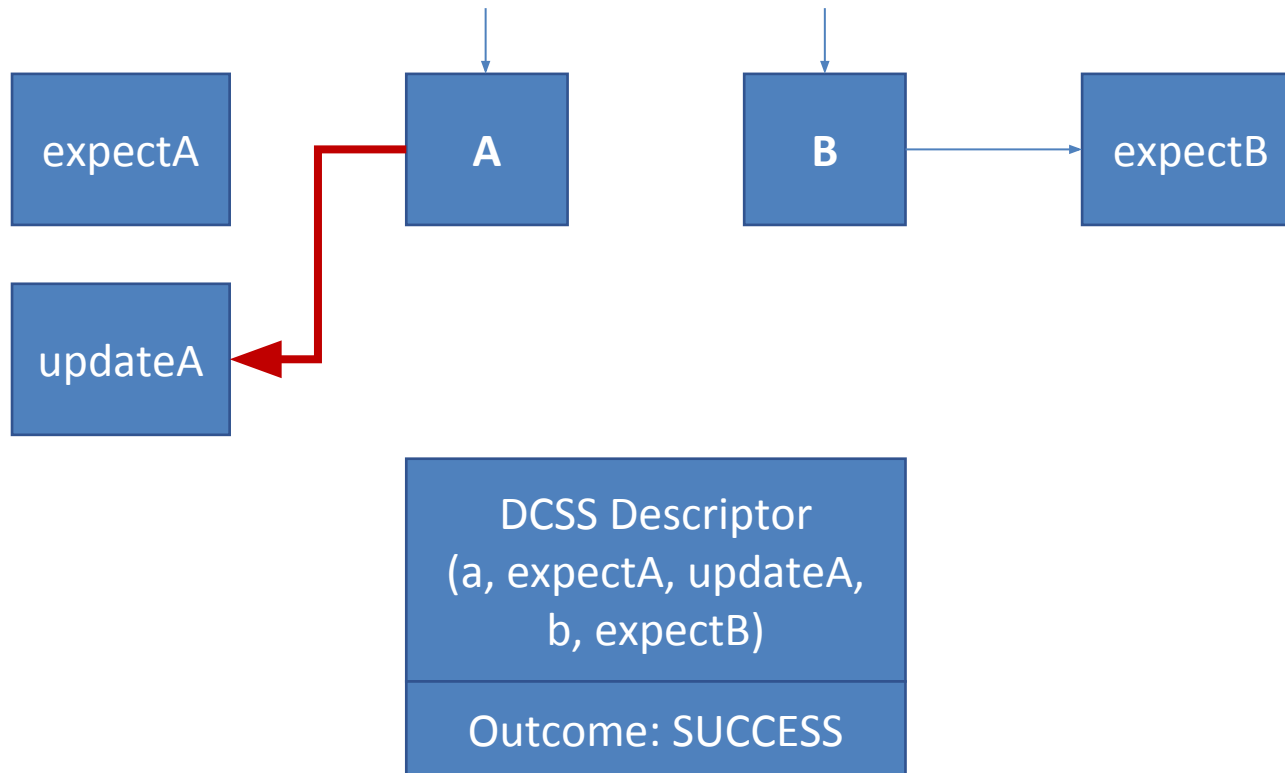 expectA
A
B
expectB
updateA
DCSS Descriptor
(a, expectA, updateA,
b, expectB)
Outcome: SUCCESS